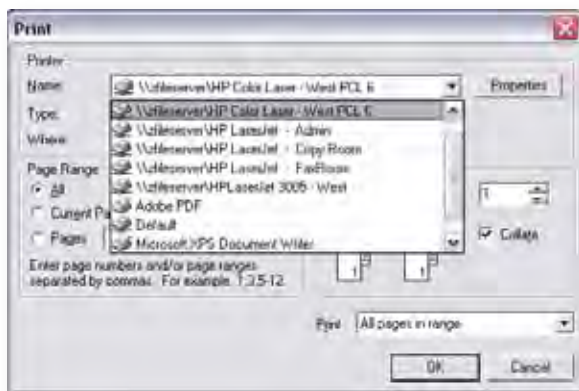 Print
Printer
Name: \\zfileserver\HP Color Laser - West PCL 6 Properties
Type: \\zfileserver\HP Color Laser - West PCL 6
\\zfileserver\HP LaserJet - Admin
Where: \\zfileserver\HP LaserJet - Copy Room
\\zfileserver\HP LaserJet - FaxRoom
Page Range
\\zfileserver\HPLaserJet 3005 - West
All
Adobe PDF
1
Current Pa
Default
Pages
Microsoft XPS Document Writer
Collate
Enter page numbers and/or page ranges
separated by commas. For example, 1,3,5-12
1 1
Print All pages in range
OK Cancel